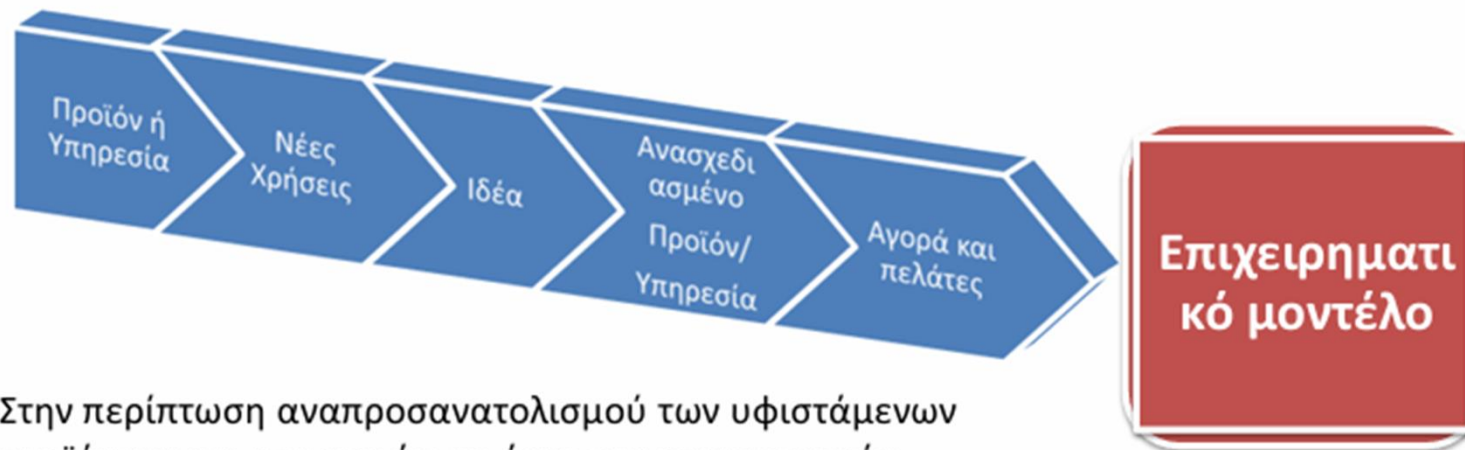 Προϊόν ή
Υπηρεσία
Νέες
Χρήσεις
Ιδέα
Ανασχεδι
ασμένο
Προϊόν/
Υπηρεσία
Αγορά και
πελάτες
Επιχειρηματι
κό μοντέλο
Στην περίπτωση αναπροσανατολισμού των υφιστάμενων